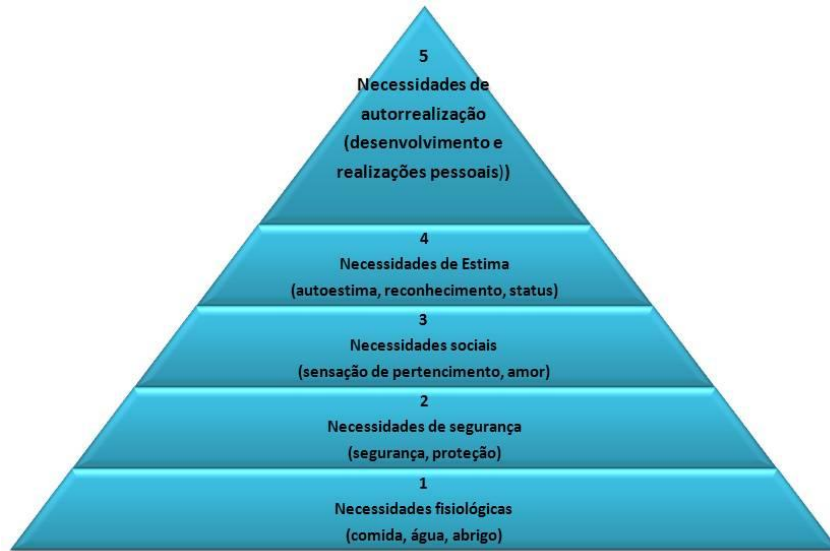 5
Necessidades de
autorrealização
(desenvolvimento e
realizações pessoais))
4
Necessidades de Estima
(autoestima, reconhecimento, status)
3
Necessidades sociais
(sensação de pertencimento, amor)
2
Necessidades de segurança
(segurança, proteção)
1
Necessidades fisiológicas
(comida, água, abrigo)